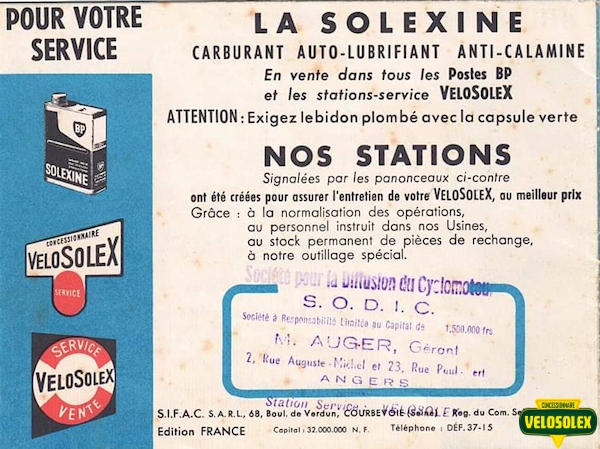 POUR VOTRE
SERVICE
BP
SOLEXINE
CONCESSIONNAIRE
VELOSOLEX
SERVICE
SERVICE
VELOSOLEX
VENTE
LA SOLEXINE
CARBURANT AUTO-LUBRIFIANT ANTI-CALAMINE
En vente dans tous les Postes BP
et les stations-service VELOSOLEX
ATTENTION : Exigez le bidon plombé avec la capsule verte
NOS STATIONS
Signalées par les panonceaux ci-contre
ont été créées pour assurer l'entretien de votre VELOSOLEX, au meilleur prix
Grâce : à la normalisation des opérations,
au personnel instruit dans nos Usines,
au stock permanent de pièces de rechange,
à notre outillage spécial.
Société pour la Diffusion du Cyclomoteur
S.O.D.I.C.
Société à Responsabilité Limitée au Capital de 1.500.000 frs
M. AUGER, Gérant
2, Rue Auguste-Michel et 23, Rue Paul- ert
ANGERS
Station Service : VELOSOLEX
S.I.F.A.C. S.A.R.L., 68, Boul. de Verdun, COURBEVOIE (Seine) Reg. du Com. Se
Edition FRANCE Capital : 32.000.000 N. F. Téléphone : DÉF. 37-15
CONCESSIONNAIRE
VELOSOLEX